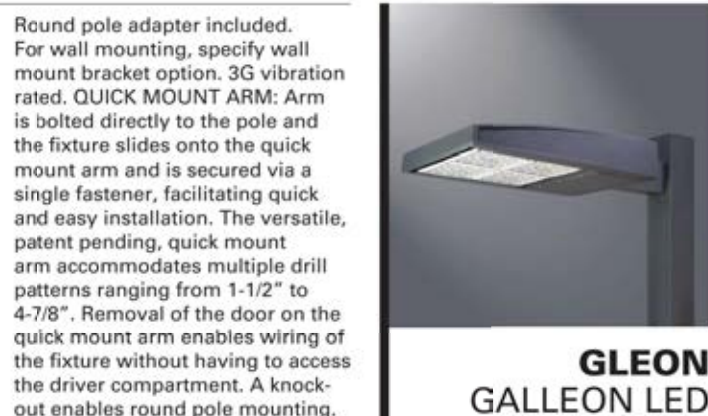 Round pole adapter included.
For wall mounting, specify wall
mount bracket option. 3G vibration
rated. QUICK MOUNT ARM: Arm
is bolted directly to the pole and
the fixture slides onto the quick
mount arm and is secured via a
single fastener, facilitating quick
and easy installation. The versatile,
patent pending, quick mount
arm accommodates multiple drill
patterns ranging from 1-1/2" to
4-7/8". Removal of the door on the
quick mount arm enables wiring of
the fixture without having to access
the driver compartment. A knock-
out enables round pole mounting.
GLEON
GALLEON LED